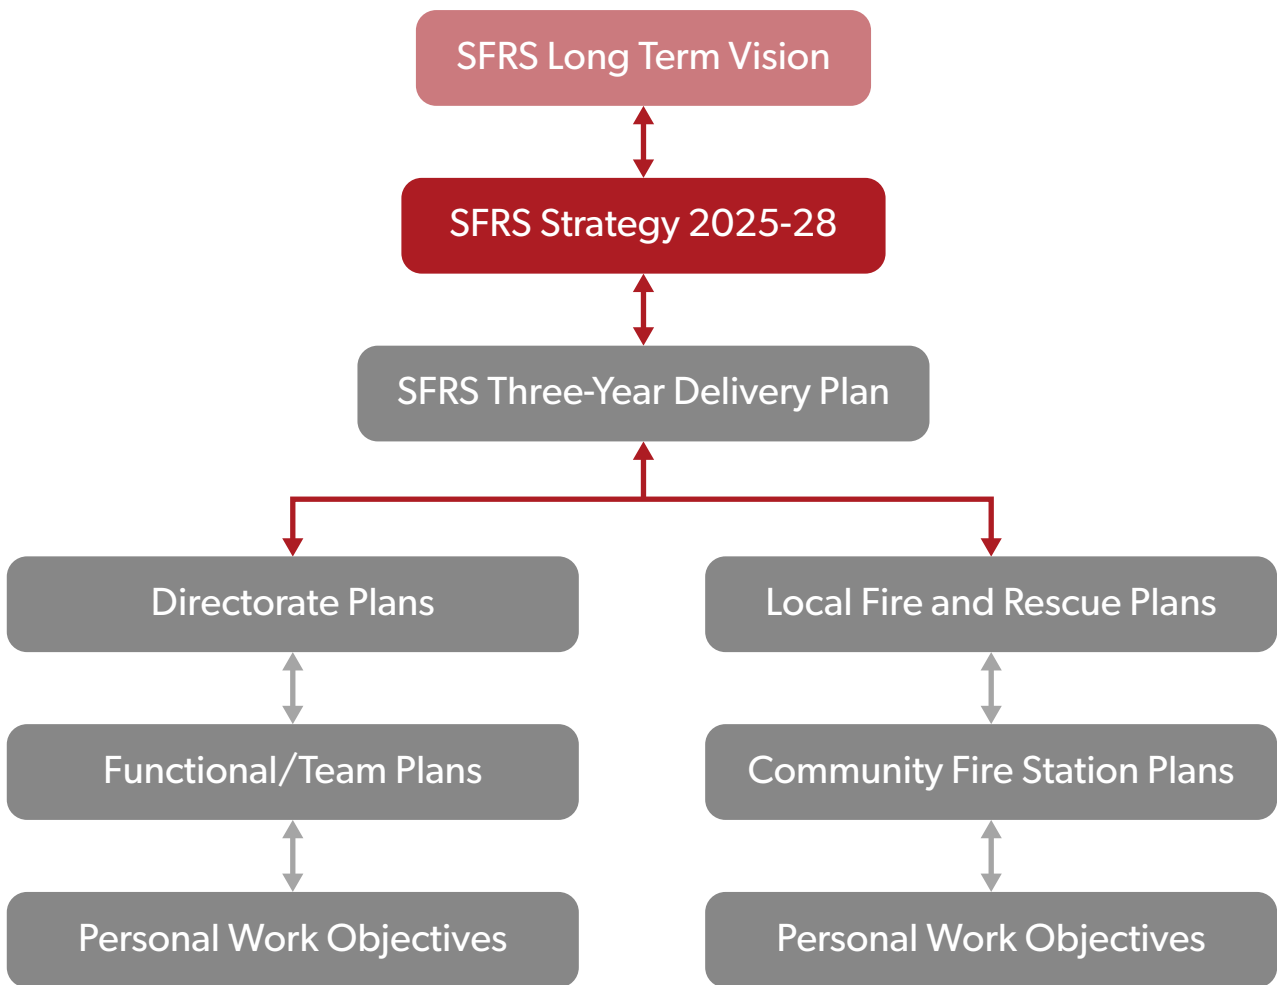 SFRS Long Term Vision
SFRS Strategy 2025-28
SFRS Three-Year Delivery Plan
Directorate Plans
Local Fire and Rescue Plans
Functional/Team Plans
Community Fire Station Plans
Personal Work Objectives
Personal Work Objectives